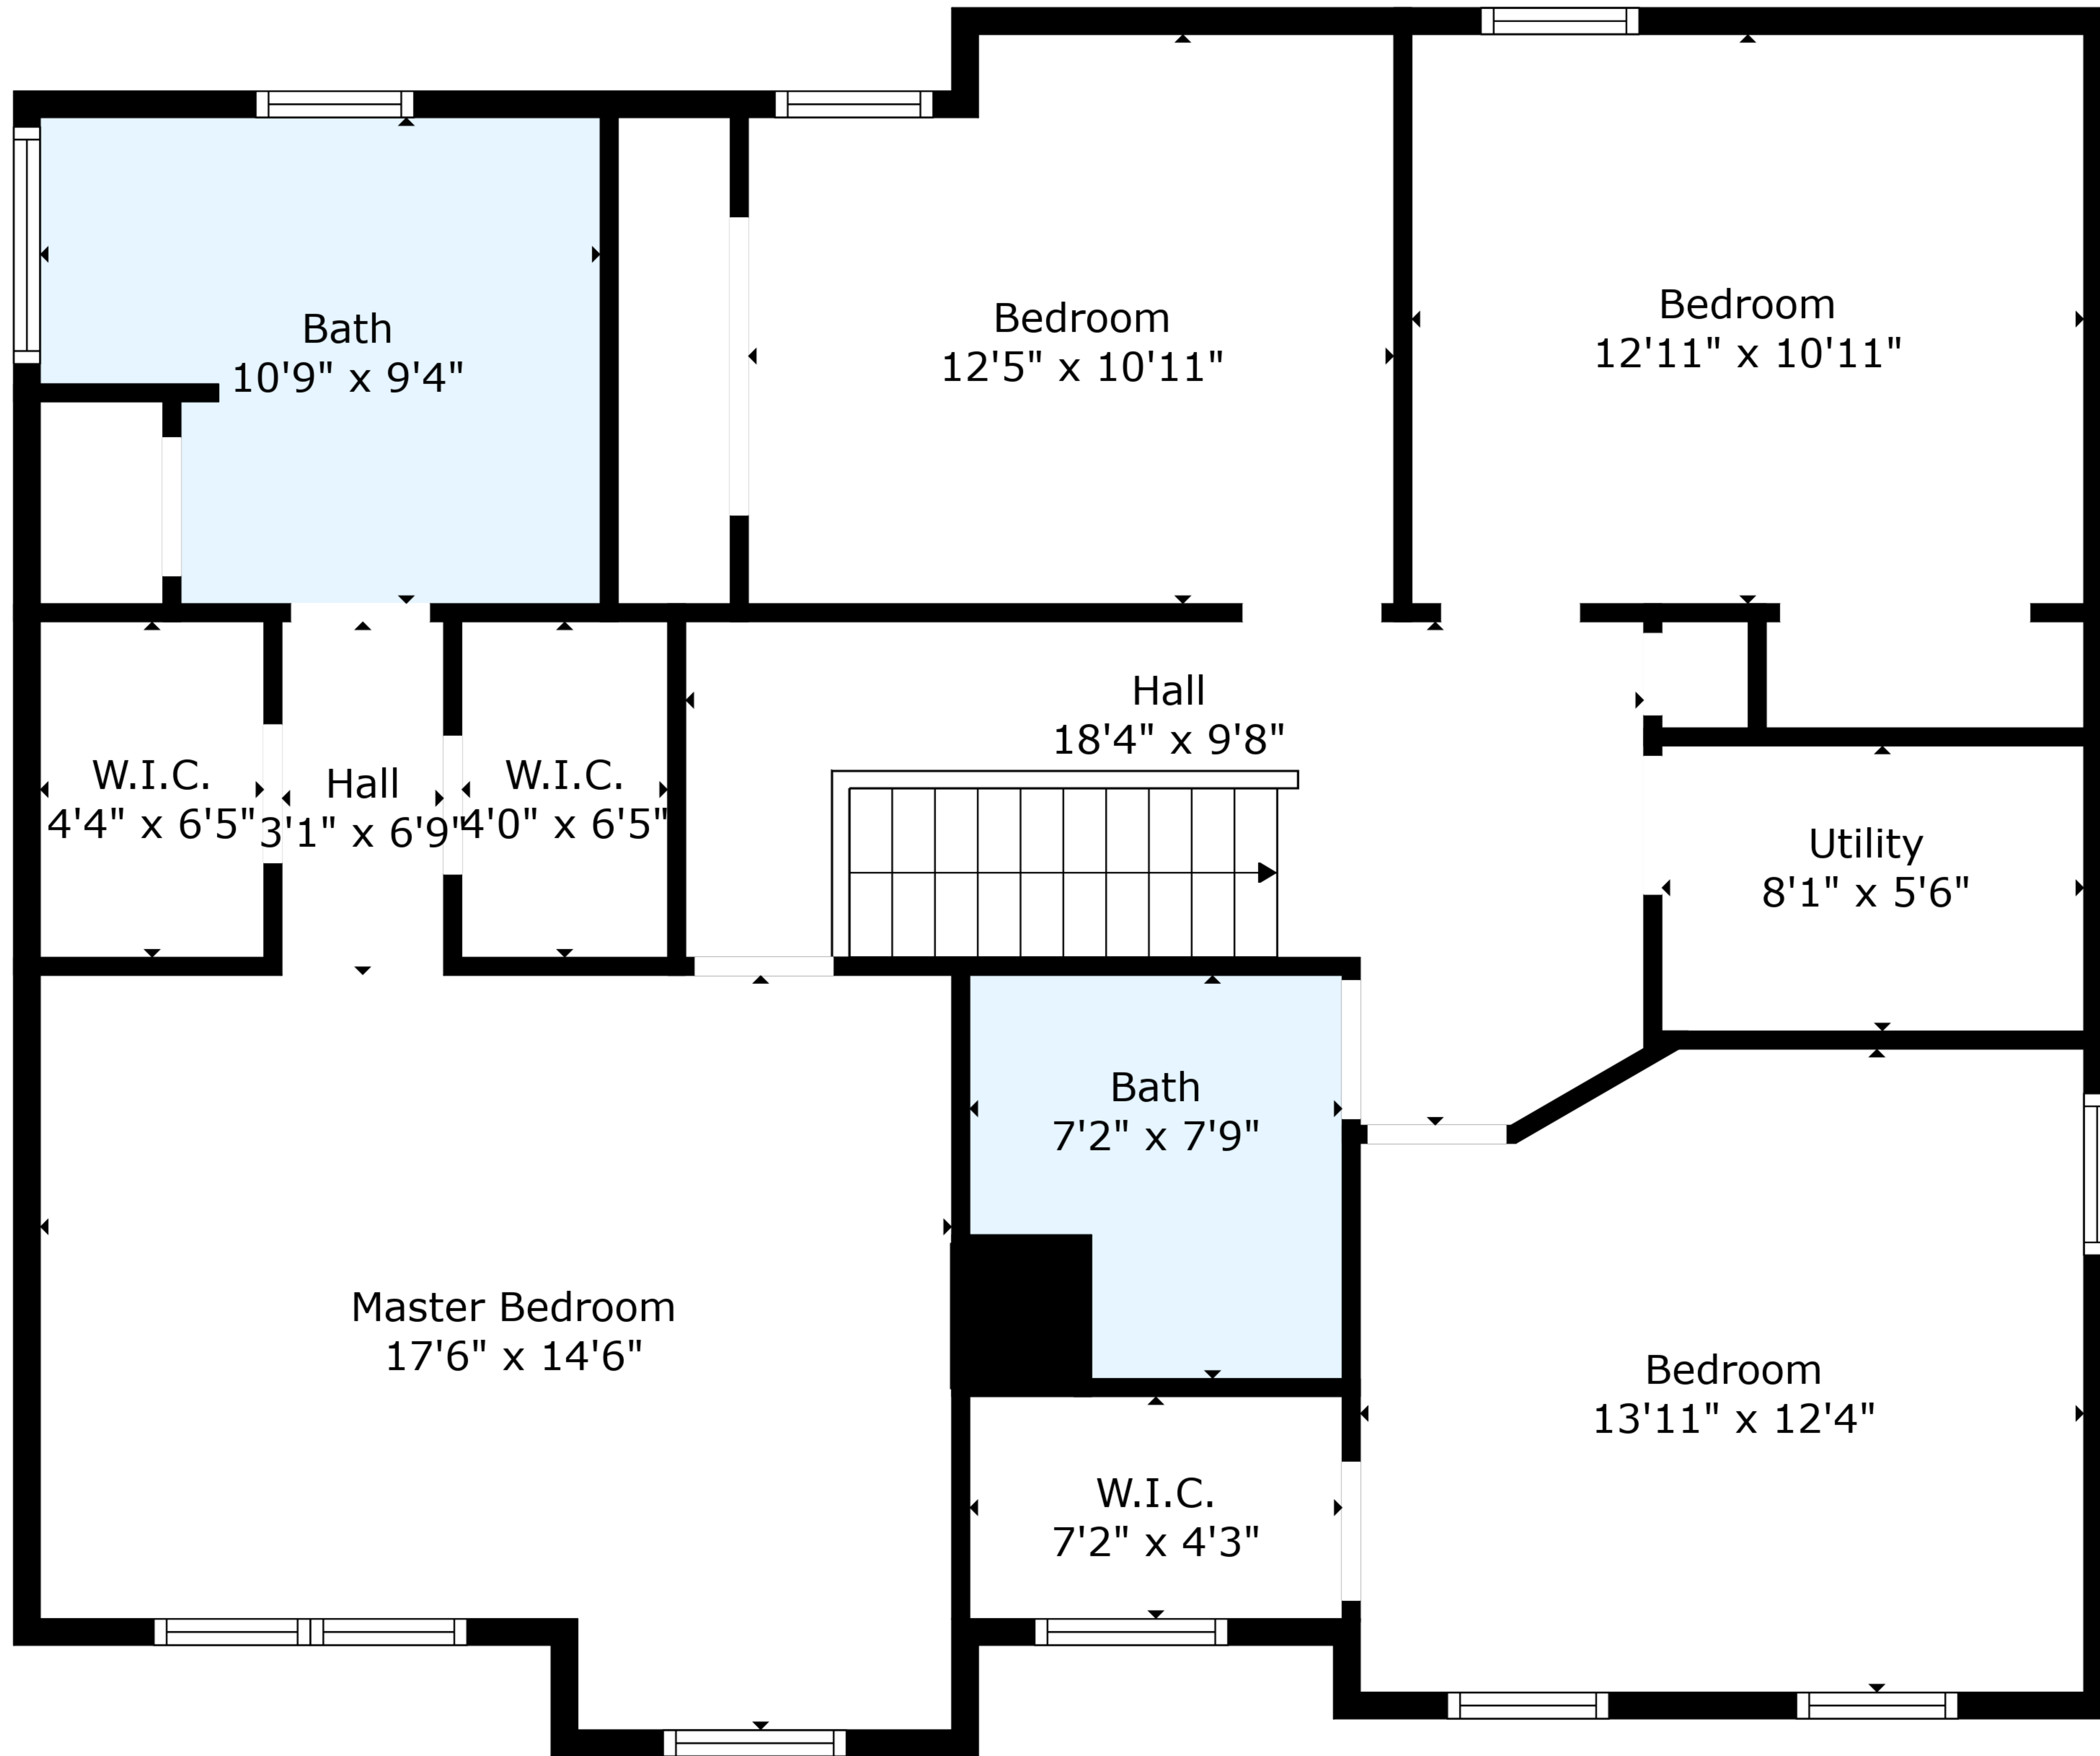 Bath
10'9" x 9'4"
Bedroom
12'5" x 10'11"
Bedroom
12'11" x 10'11"
Hall
18'4" x 9'8"
W.I.C.
4'4" x 6'5"
Hall
3'1" x 6'9"
W.I.C.
4'0" x 6'5"
Utility
8'1" x 5'6"
Bath
7'2" x 7'9"
Master Bedroom
17'6" x 14'6"
Bedroom
13'11" x 12'4"
W.I.C.
7'2" x 4'3"